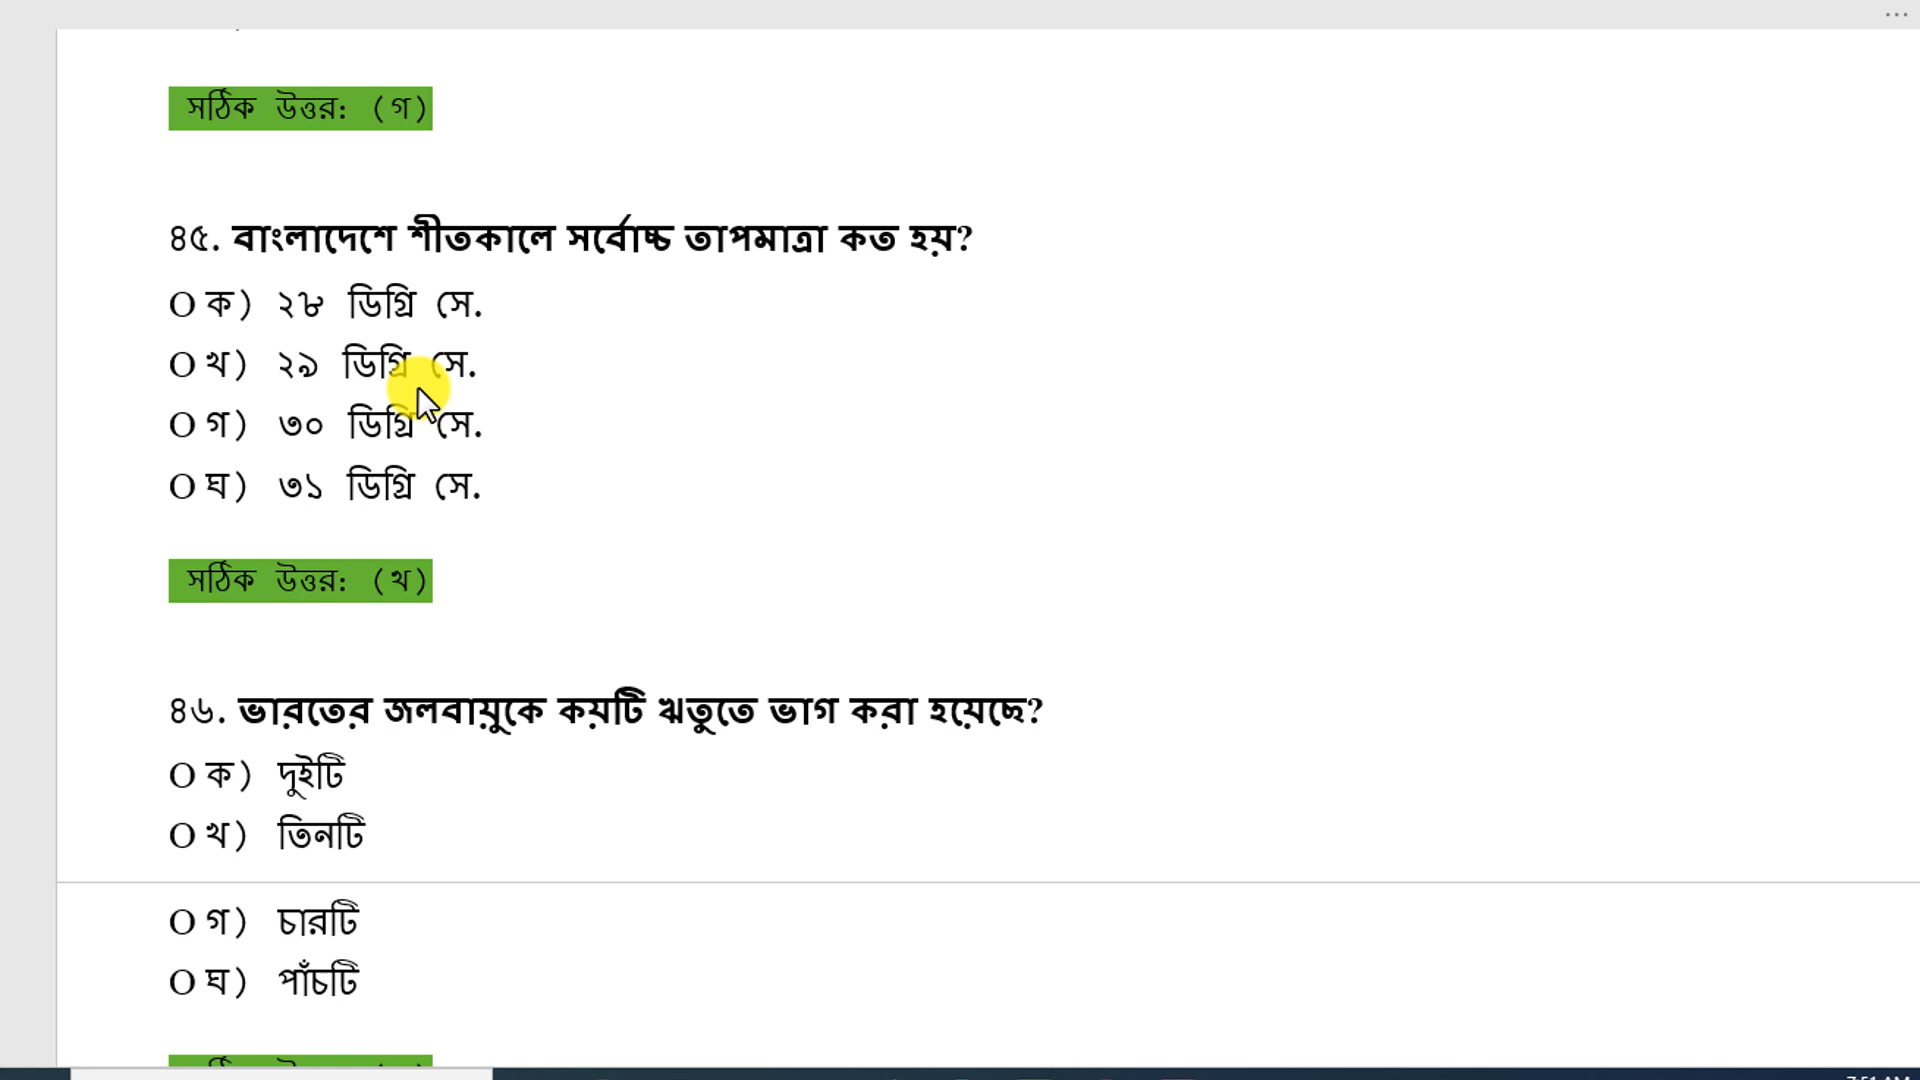 সঠিক উত্তর: (গ)
৪৫. বাংলাদেশে শীতকালে সর্বোচ্চ তাপমাত্রা কত হয়?
O ক) ২৮ ডিগ্রি সে.
O খ) ২৯ ডিগ্রি সে.
O গ) ৩০ ডিগ্রি সে.
O ঘ) ৩১ ডিগ্রি সে.
সঠিক উত্তর: (খ)
৪৬. ভারতের জলবায়ুকে কয়টি ঋতুতে ভাগ করা হয়েছে?
O ক) দুইটি
O খ) তিনটি
O গ) চারটি
O ঘ) পাঁচটি